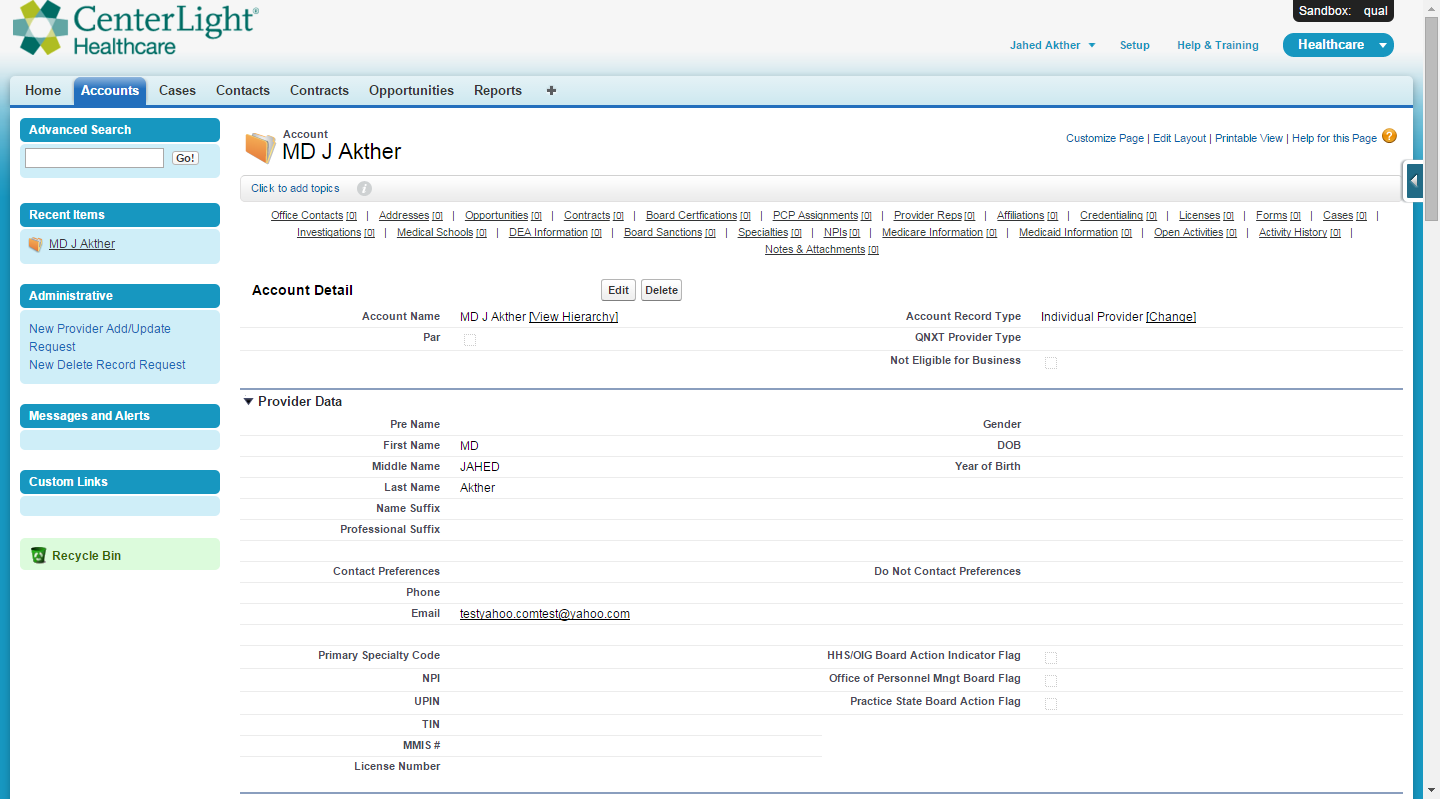 CenterLight®
Healthcare
Sandbox: qual
Jahed Akther Setup Help & Training Healthcare
Home Accounts Cases Contacts Contracts Opportunities Reports +
Advanced Search
Go!
Recent Items
MD J Akther
Administrative
New Provider Add/Update
Request
New Delete Record Request
Messages and Alerts
Custom Links
Recycle Bin
Account
MD J Akther
Customize Page | Edit Layout | Printable View | Help for this Page ?
Click to add topics i
Office Contacts [0] | Addresses [0] | Opportunities [0] | Contracts [0] | Board Certfications [0] | PCP Assignments [0] | Provider Reps [0] | Affiliations [0] | Credentialing [0] | Licenses [0] | Forms [0] | Cases [0] |
Investigations [0] | Medical Schools [0] | DEA Information [0] | Board Sanctions [0] | Specialties [0] | NPIs [0] | Medicare Information [0] | Medicaid Information [0] | Open Activities [0] | Activity History [0] |
Notes & Attachments [0]
Account Detail Edit Delete
Account Name MD J Akther [View Hierarchy] Account Record Type Individual Provider [Change]
Par QNXT Provider Type
Not Eligible for Business
Provider Data
Pre Name Gender
First Name MD DOB
Middle Name JAHED Year of Birth
Last Name Akther
Name Suffix
Professional Suffix
Contact Preferences Do Not Contact Preferences
Phone
Email testyahoo.comtest@yahoo.com
Primary Specialty Code HHS/OIG Board Action Indicator Flag
NPI Office of Personnel Mngt Board Flag
UPIN Practice State Board Action Flag
TIN
MMIS #
License Number